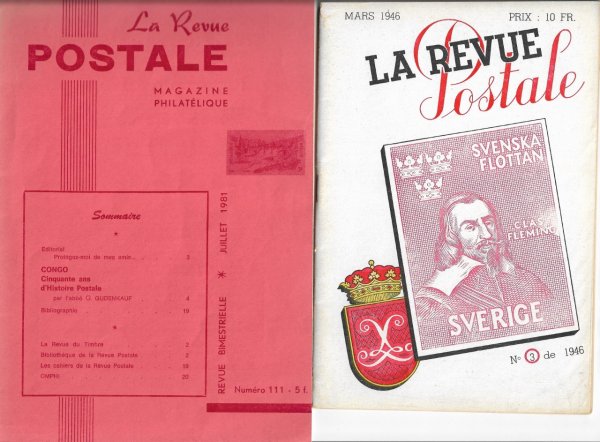 La Revue
POSTALE
MAGAZINE
PHILATÉLIQUE
Sommaire
Editorial
Protégez-moi de mes amis... 3
CONGO
Cinquante ans
d'Histoire Postale
par l'abbé G. GUDENKAUF 4
Bibliographie 19
La Revue du Timbre 2
Bibliothèque de la Revue Postale 2
Les cahiers de la Revue Postale 19
CMPHI 20
REVUE BIMESTRIELLE * JUILLET 1981
Numéro 111 - 5 f.
MARS 1946
PRIX : 10 FR.
LA REVUE
Postale
SVENSKA
FLOTTAN
CLAS
FLEMING
SVERIGE
N° 3 de 1946